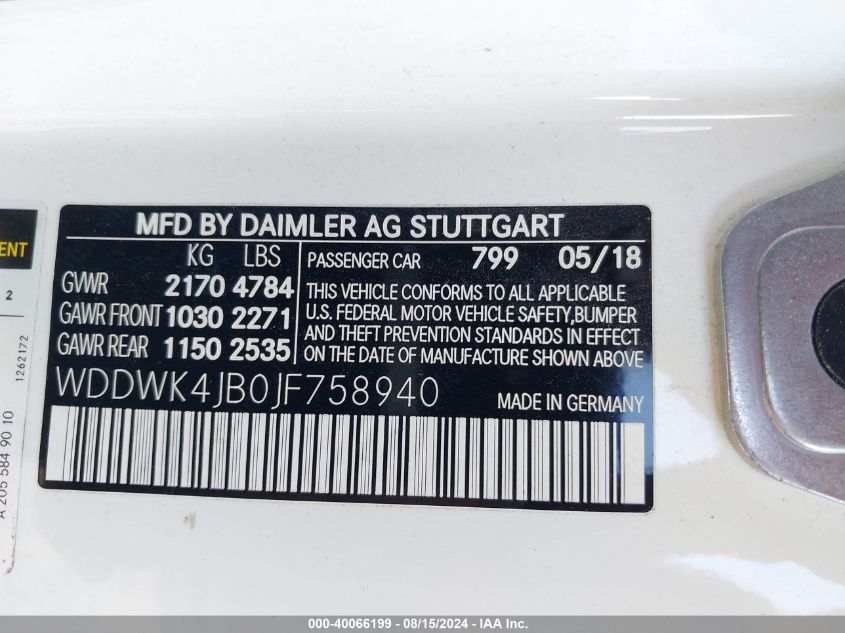 MFD BY DAIMLER AG STUTTGART
KG LBS
GVWR 2170 4784
GAWR FRONT 1030 2271
GAWR REAR 1150 2535
PASSENGER CAR 799 05/18
THIS VEHICLE CONFORMS TO ALL APPLICABLE
U.S. FEDERAL MOTOR VEHICLE SAFETY,BUMPER
AND THEFT PREVENTION STANDARDS IN EFFECT
ON THE DATE OF MANUFACTURE SHOWN ABOVE
WDDWK4JB0JF758940
MADE IN GERMANY
ENT
2
1262172
A 205 584 90 10
000-40066199 - 08/15/2024 - IAA Inc.